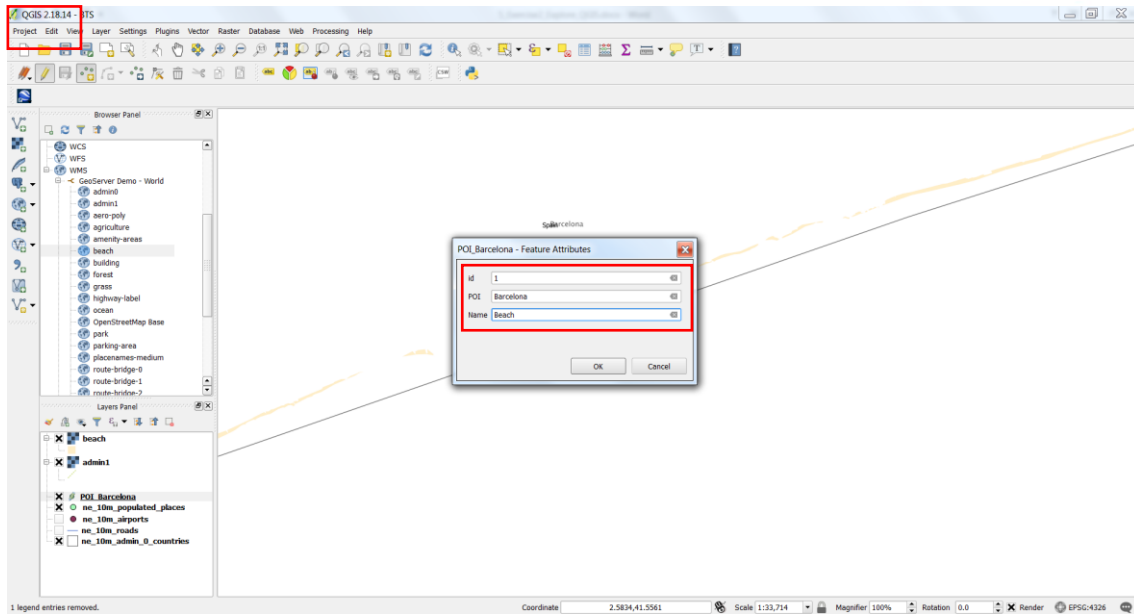 QGIS 2.18.14 - BTS
Project Edit View Layer Settings Plugins Vector Raster Database Web Processing Help
Browser Panel
WCS
WFS
WMS
GeoServer Demo - World
admin0
admin1
aero-poly
agriculture
amenity-areas
beach
building
forest
grass
highway-label
ocean
OpenStreetMap Base
park
parking-area
placenames-medium
route-bridge-0
route-bridge-1
route-bridge-2
Layers Panel
beach
admin1
POI_Barcelona
ne_10m_populated_places
ne_10m_airports
ne_10m_roads
ne_10m_admin_0_countries
POI_Barcelona - Feature Attributes
id 1
POI Barcelona
Name Beach
OK Cancel
1 legend entries removed. Coordinate 2.5834,41.5561 Scale 1:33,714 Magnifier 100% Rotation 0.0 Render EPSG:4326